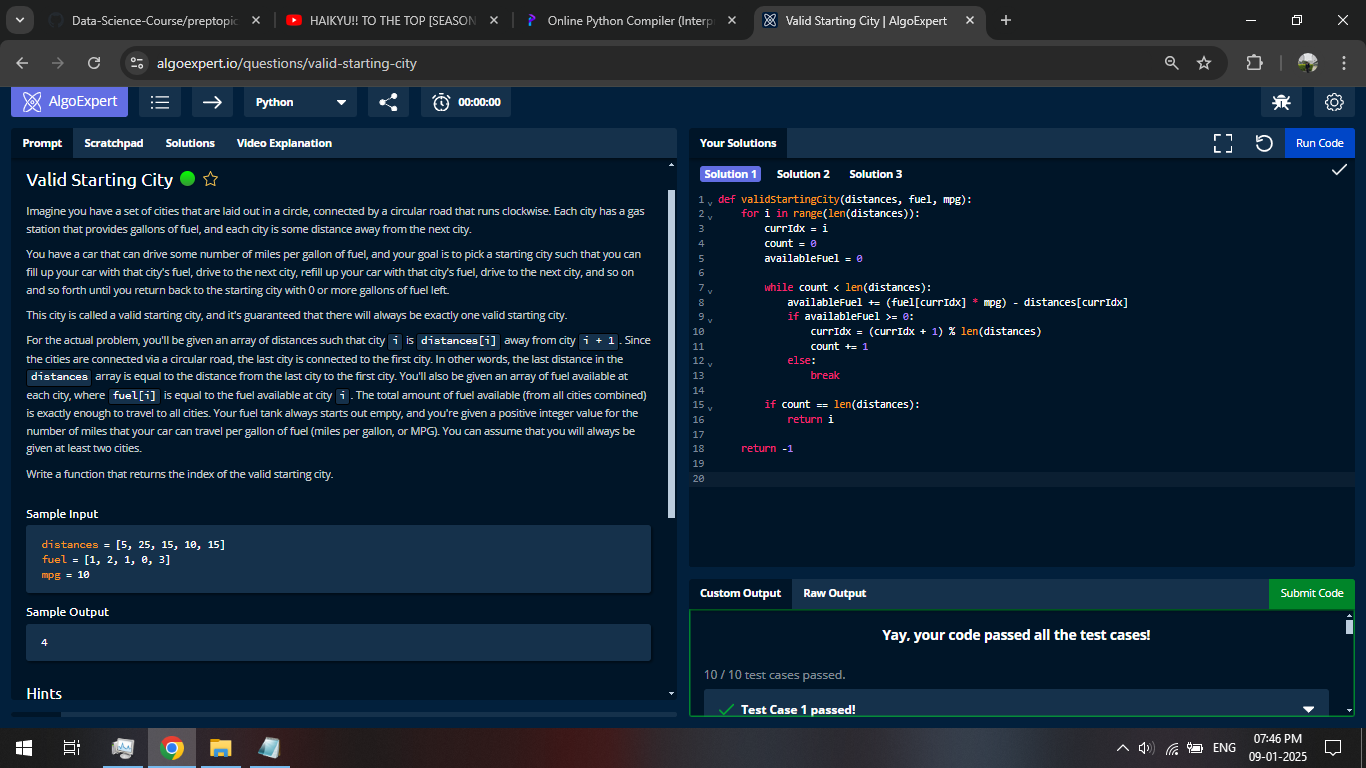 Data-Science-Course/preptopic
HAIKYU!! TO THE TOP [SEASON
Online Python Compiler (Interp
Valid Starting City | AlgoExpert
algoexpert.io/questions/valid-starting-city
AlgoExpert
Python
00:00:00
Prompt
Scratchpad
Solutions
Video Explanation
Valid Starting City
Imagine you have a set of cities that are laid out in a circle, connected by a circular road that runs clockwise. Each city has a gas
station that provides gallons of fuel, and each city is some distance away from the next city.
You have a car that can drive some number of miles per gallon of fuel, and your goal is to pick a starting city such that you can
fill up your car with that city's fuel, drive to the next city, refill up your car with that city's fuel, drive to the next city, and so on
and so forth until you return back to the starting city with 0 or more gallons of fuel left.
This city is called a valid starting city, and it's guaranteed that there will always be exactly one valid starting city.
For the actual problem, you'll be given an array of distances such that city i is distances[i] away from city i + 1. Since
the cities are connected via a circular road, the last city is connected to the first city. In other words, the last distance in the
distances array is equal to the distance from the last city to the first city. You'll also be given an array of fuel available at
each city, where fuel[i] is equal to the fuel available at city i. The total amount of fuel available (from all cities combined)
is exactly enough to travel to all cities. Your fuel tank always starts out empty, and you're given a positive integer value for the
number of miles that your car can travel per gallon of fuel (miles per gallon, or MPG). You can assume that you will always be
given at least two cities.
Write a function that returns the index of the valid starting city.
Sample Input
distances = [5, 25, 15, 10, 15]
fuel = [1, 2, 1, 0, 3]
mpg = 10
Sample Output
4
Hints
Your Solutions
Run Code
Solution 1
Solution 2
Solution 3
1 def validStartingCity(distances, fuel, mpg):
2     for i in range(len(distances)):
3         currIdx = i
4         count = 0
5         availableFuel = 0
6
7         while count < len(distances):
8             availableFuel += (fuel[currIdx] * mpg) - distances[currIdx]
9             if availableFuel >= 0:
10                 currIdx = (currIdx + 1) % len(distances)
11                 count += 1
12             else:
13                 break
14
15         if count == len(distances):
16             return i
17
18     return -1
19
20
Custom Output
Raw Output
Submit Code
Yay, your code passed all the test cases!
10 / 10 test cases passed.
Test Case 1 passed!
ENG
07:46 PM
09-01-2025